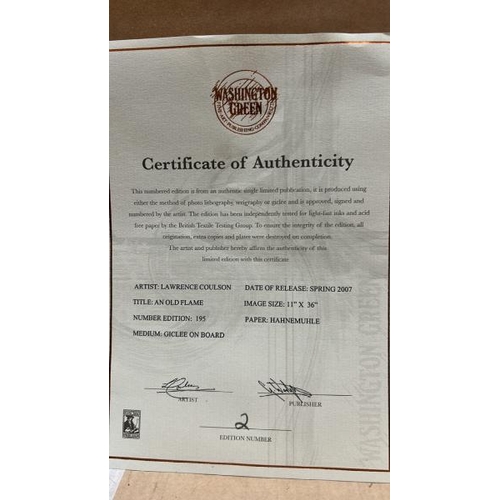 WASHINGTON
GREEN
FINE ART PUBLISHING COMPANY
Certificate of Authenticity
This numbered edition is from an authentic single limited publication, it is produced using
either the method of photo lithography, serigraphy or giclee and is approved, signed and
numbered by the artist. The edition has been independently tested for light-fast inks and acid
free paper by the British Textile Testing Group. To ensure the integrity of the edition, all
origination, extra copies and plates were destroyed on completion.
The artist and publisher hereby affirm the authenticity of this
limited edition with this certificate.
ARTIST: LAWRENCE COULSON
DATE OF RELEASE: SPRING 2007
TITLE: AN OLD FLAME
IMAGE SIZE: 11" X 36"
NUMBER EDITION: 195
PAPER: HAHNEMUHLE
MEDIUM: GICLEE ON BOARD
ARTIST
PUBLISHER
2
EDITION NUMBER
WASHINGTON GREEN